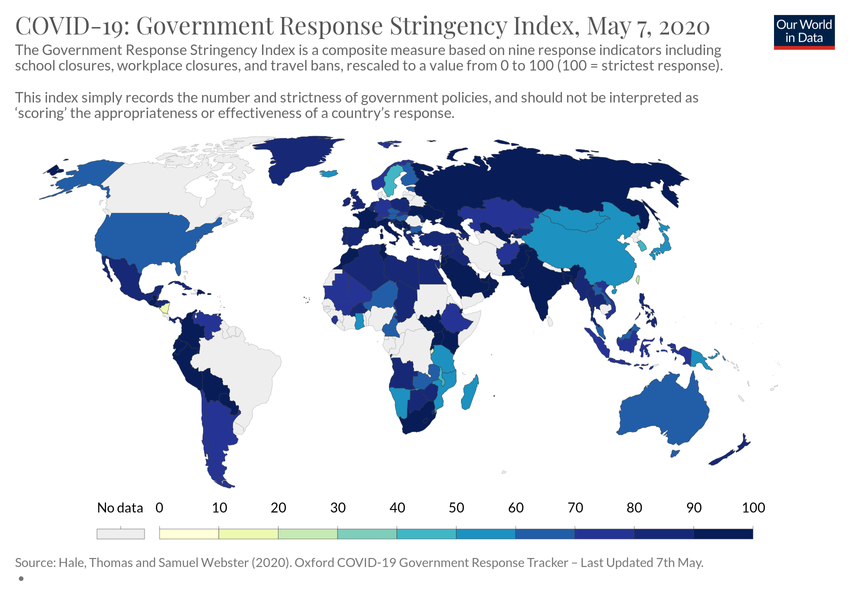 COVID-19: Government Response Stringency Index, May 7, 2020
Our World
in Data
The Government Response Stringency Index is a composite measure based on nine response indicators including
school closures, workplace closures, and travel bans, rescaled to a value from 0 to 100 (100 = strictest response).
This index simply records the number and strictness of government policies, and should not be interpreted as
‘scoring’ the appropriateness or effectiveness of a country's response.
No data 0 10 20 30 40 50 60 70 80 90 100
Source: Hale, Thomas and Samuel Webster (2020). Oxford COVID-19 Government Response Tracker – Last Updated 7th May.
•